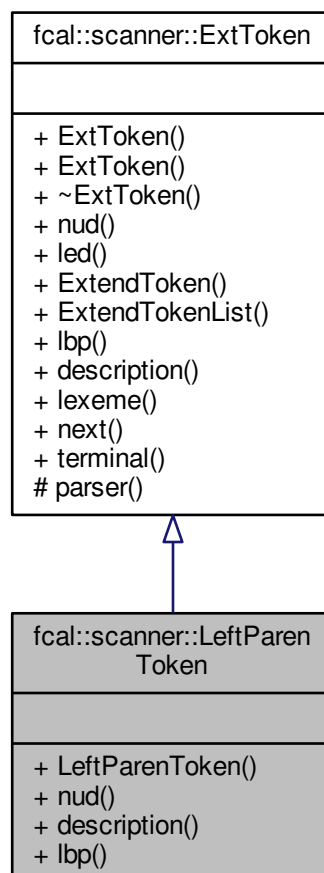 fcal::scanner::ExtToken
+ ExtToken()
+ ExtToken()
+ ~ExtToken()
+ nud()
+ led()
+ ExtendToken()
+ ExtendTokenList()
+ lbp()
+ description()
+ lexeme()
+ next()
+ terminal()
# parser()
fcal::scanner::LeftParen
Token
+ LeftParenToken()
+ nud()
+ description()
+ lbp()